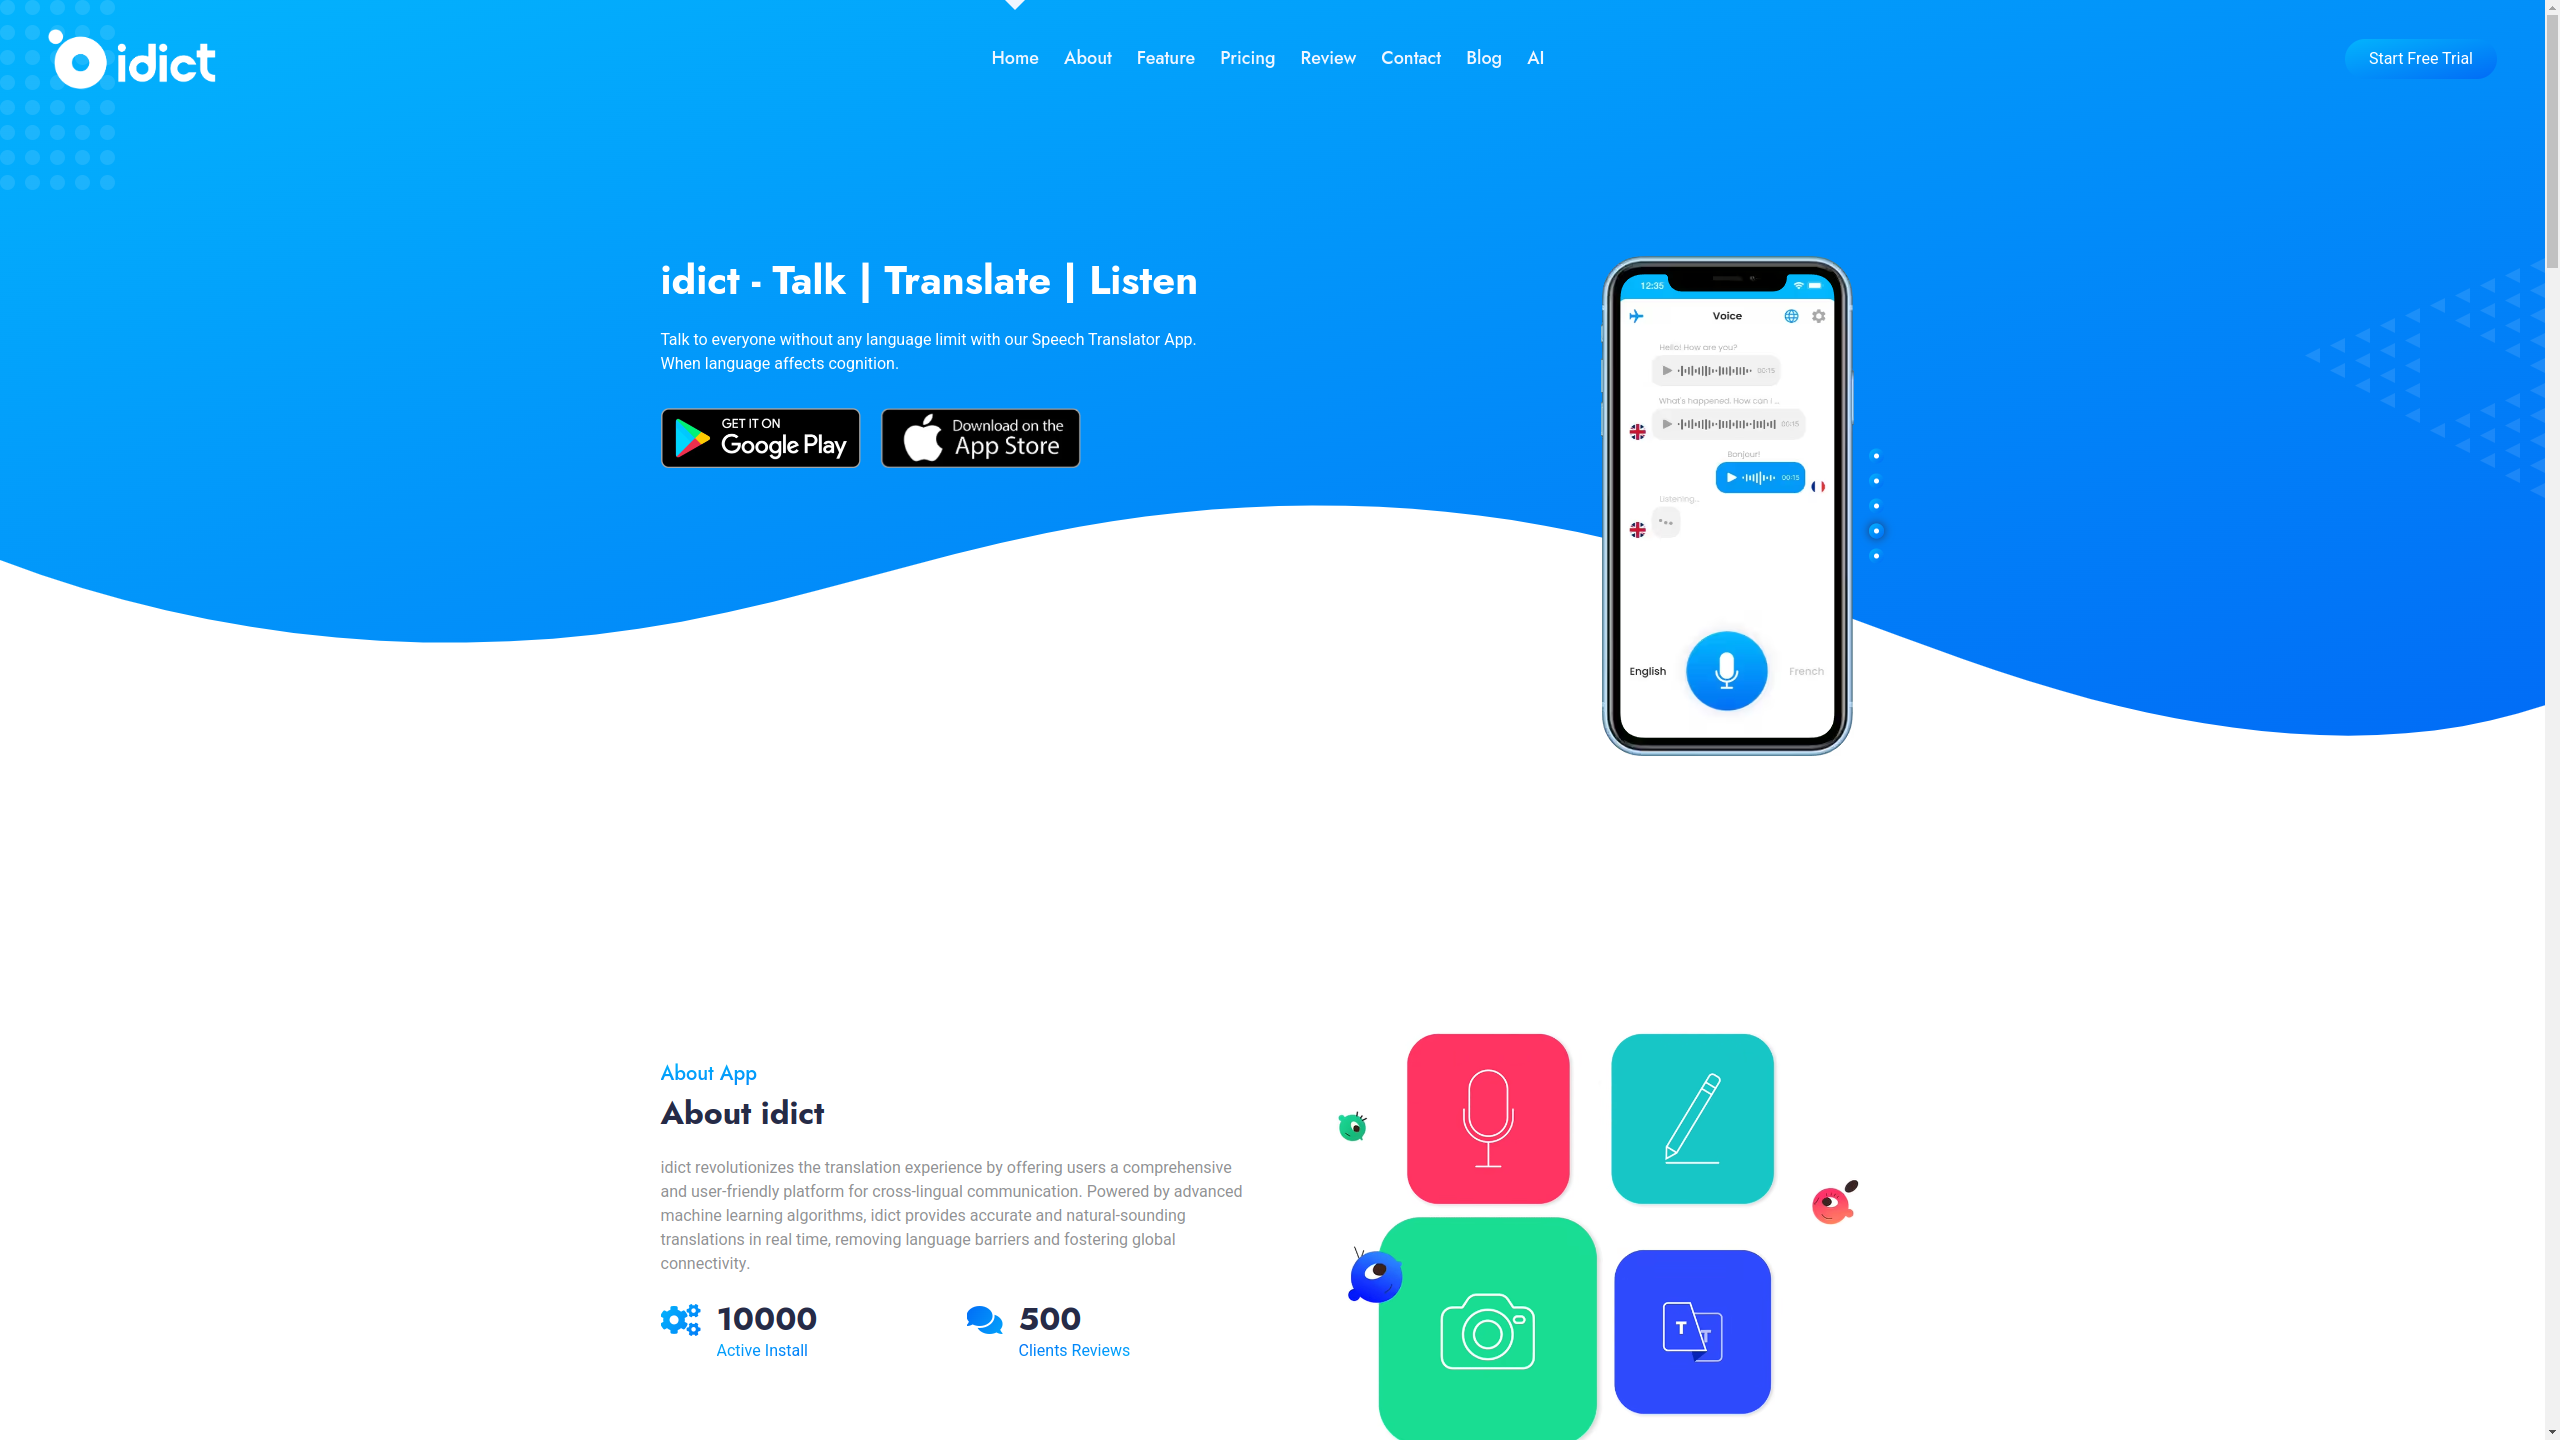 idict
Home About Feature Pricing Review Contact Blog AI
Start Free Trial
idict - Talk | Translate | Listen
Talk to everyone without any language limit with our Speech Translator App.
When language affects cognition.
GET IT ON
Google Play
Download on the
App Store
12:35
Voice
Hello! How are you?
00:15
What's happened. How can i ...
00:15
Bonjour!
00:15
Listening...
English
French
About App
About idict
idict revolutionizes the translation experience by offering users a comprehensive
and user-friendly platform for cross-lingual communication. Powered by advanced
machine learning algorithms, idict provides accurate and natural-sounding
translations in real time, removing language barriers and fostering global
connectivity.
10000
Active Install
500
Clients Reviews
T
T